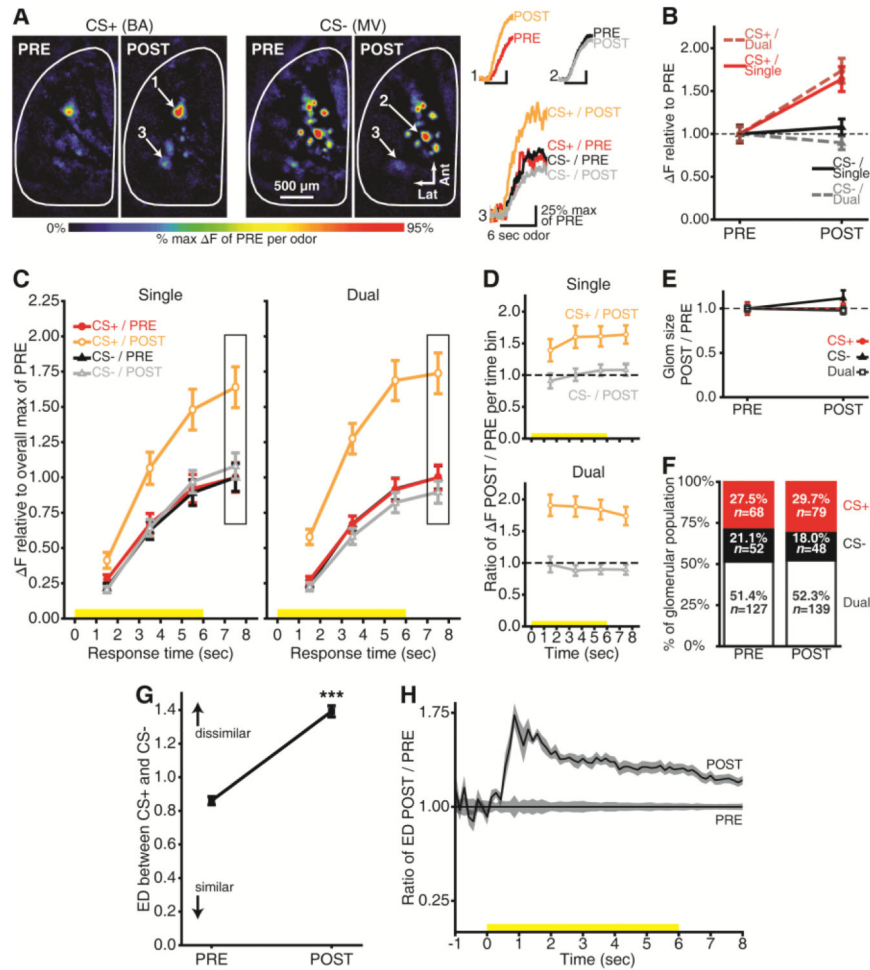 A
CS+ (BA)
CS- (MV)
PRE
POST
PRE
POST
1
3
2
3
500 µm
Ant
Lat
0%
95%
% max ΔF of PRE per odor
POST
PRE
1
PRE
POST
2
CS+ / POST
CS+ / PRE
CS- / PRE
CS- / POST
3
25% max
of PRE
6 sec odor
B
ΔF relative to PRE
2.00
1.50
1.00
0.50
0.00
CS+ /
Dual
CS+ /
Single
CS- /
Single
CS- /
Dual
PRE
POST
C
Single
Dual
ΔF relative to overall max of PRE
2.25
2.00
1.75
1.50
1.25
1.00
0.75
0.50
0.25
0.00
CS+ / PRE
CS+ / POST
CS- / PRE
CS- / POST
0 1 2 3 4 5 6 7 8
Response time (sec)
0 1 2 3 4 5 6 7 8
Response time (sec)
D
Single
Ratio of ΔF POST / PRE per time bin
2.0
1.5
1.0
0.5
0.0
CS+ / POST
CS- / POST
0 1 2 3 4 5 6 7 8
Dual
2.5
2.0
1.5
1.0
0.5
0.0
0 1 2 3 4 5 6 7 8
Time (sec)
E
Glom size
POST / PRE
1.0
0.5
0.0
CS+
CS-
Dual
PRE
POST
F
% of glomerular population
100%
75%
50%
25%
0%
27.5%
n=68
29.7%
n=79
CS+
21.1%
n=52
18.0%
n=48
CS-
51.4%
n=127
52.3%
n=139
Dual
PRE
POST
G
ED between CS+ and CS-
1.4
1.2
1.0
0.8
0.6
0.4
0.2
0.0
dissimilar
similar
***
PRE
POST
H
Ratio of ED POST / PRE
1.75
1.00
0.25
POST
PRE
-1 0 1 2 3 4 5 6 7 8
Time (sec)